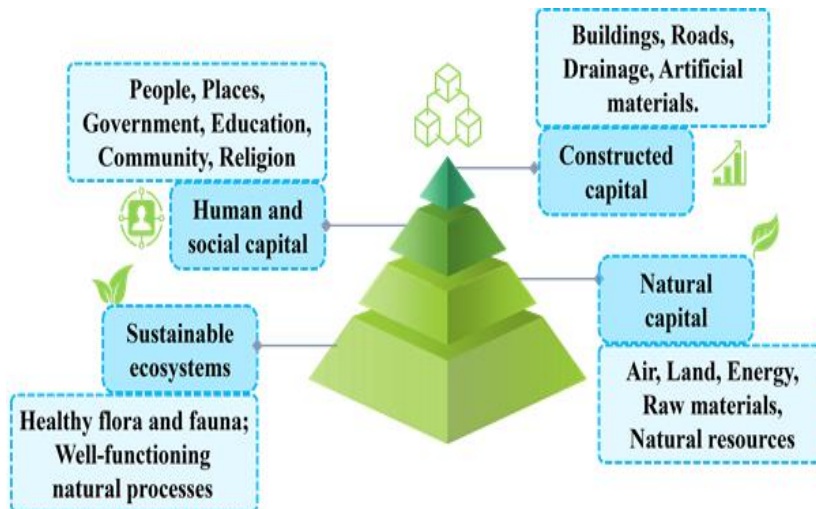 People, Places,
Government, Education,
Community, Religion
Human and
social capital
Buildings, Roads,
Drainage, Artificial
materials.
Constructed
capital
Sustainable
ecosystems
Healthy flora and fauna;
Well-functioning
natural processes
Natural
capital
Air, Land, Energy,
Raw materials,
Natural resources